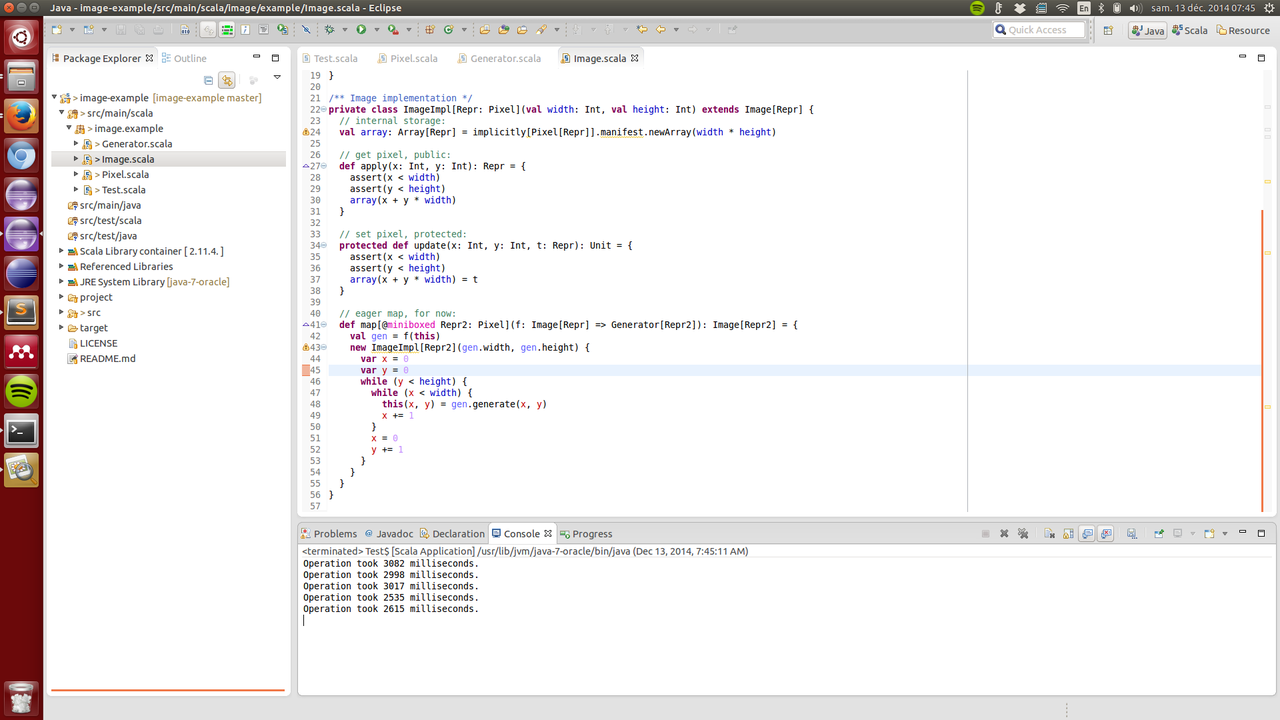 Java - image-example/src/main/scala/image/example/Image.scala - Eclipse
En
sam. 13 déc. 2014 07:45
Quick Access
Java
Scala
Resource
Package Explorer
Outline
> image-example [image-example master]
> src/main/scala
> image.example
> Generator.scala
> Image.scala
> Pixel.scala
> Test.scala
src/main/java
src/test/scala
src/test/java
Scala Library container [ 2.11.4. ]
Referenced Libraries
JRE System Library [java-7-oracle]
project
> src
target
LICENSE
README.md
Test.scala
Pixel.scala
Generator.scala
Image.scala
19 }
20
21 /** Image implementation */
22 private class ImageImpl[Repr: Pixel](val width: Int, val height: Int) extends Image[Repr] {
23 // internal storage:
24 val array: Array[Repr] = implicitly[Pixel[Repr]].manifest.newArray(width * height)
25
26 // get pixel, public:
27 def apply(x: Int, y: Int): Repr = {
28 assert(x < width)
29 assert(y < height)
30 array(x + y * width)
31 }
32
33 // set pixel, protected:
34 protected def update(x: Int, y: Int, t: Repr): Unit = {
35 assert(x < width)
36 assert(y < height)
37 array(x + y * width) = t
38 }
39
40 // eager map, for now:
41 def map[@miniboxed Repr2: Pixel](f: Image[Repr] => Generator[Repr2]): Image[Repr2] = {
42 val gen = f(this)
43 new ImageImpl[Repr2](gen.width, gen.height) {
44 var x = 0
45 var y = 0
46 while (y < height) {
47 while (x < width) {
48 this(x, y) = gen.generate(x, y)
49 x += 1
50 }
51 x = 0
52 y += 1
53 }
54 }
55 }
56 }
57
Problems
Javadoc
Declaration
Console
Progress
<terminated> Test$ [Scala Application] /usr/lib/jvm/java-7-oracle/bin/java (Dec 13, 2014, 7:45:11 AM)
Operation took 3082 milliseconds.
Operation took 2998 milliseconds.
Operation took 3017 milliseconds.
Operation took 2535 milliseconds.
Operation took 2615 milliseconds.